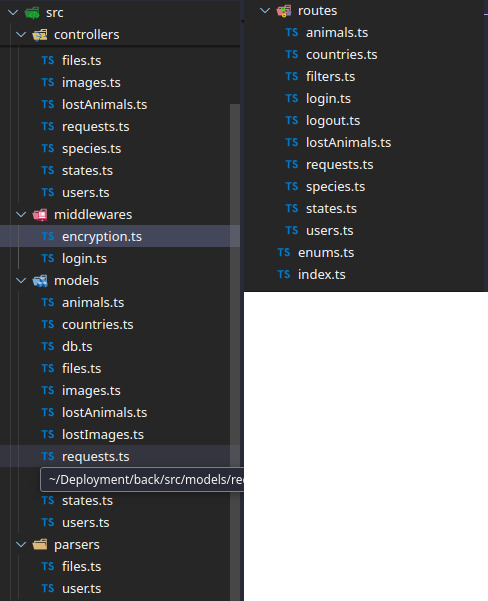 src
controllers
TS files.ts
TS images.ts
TS lostAnimals.ts
TS requests.ts
TS species.ts
TS states.ts
TS users.ts
middlewares
TS encryption.ts
TS login.ts
models
TS animals.ts
TS countries.ts
TS db.ts
TS files.ts
TS images.ts
TS lostAnimals.ts
TS lostImages.ts
TS requests.ts
~/Deployment/back/src/models/re
TS states.ts
TS users.ts
parsers
TS files.ts
TS user.ts
routes
TS animals.ts
TS countries.ts
TS filters.ts
TS login.ts
TS logout.ts
TS lostAnimals.ts
TS requests.ts
TS species.ts
TS states.ts
TS users.ts
TS enums.ts
TS index.ts